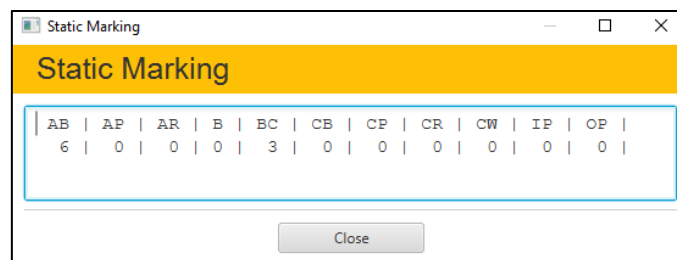 Static Marking
Static Marking
AB | AP | AR | B | BC | CB | CP | CR | CW | IP | OP |
6 | 0 | 0 | 0 | 3 | 0 | 0 | 0 | 0 | 0 | 0 |
Close